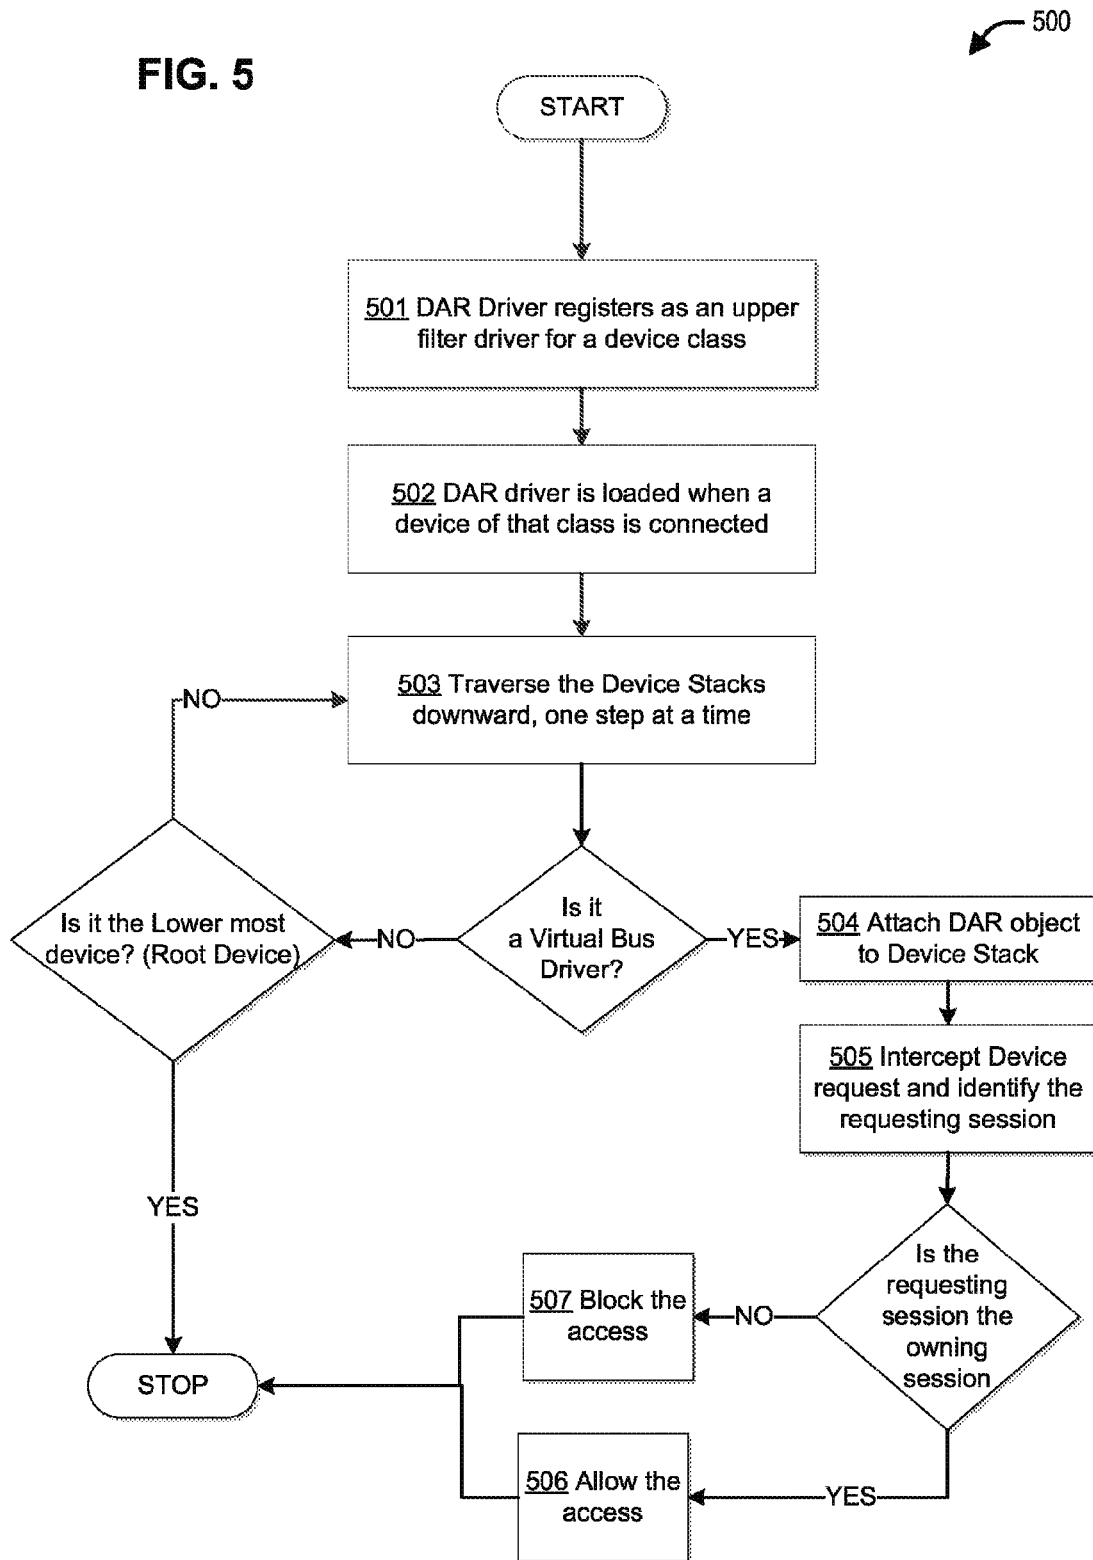 500
FIG. 5
START
501 DAR Driver registers as an upper
filter driver for a device class
502 DAR driver is loaded when a
device of that class is connected
NO
503 Traverse the Device Stacks
downward, one step at a time
Is it the Lower most
device? (Root Device)
NO
Is it
a Virtual Bus
Driver?
YES
504 Attach DAR object
to Device Stack
505 Intercept Device
request and identify the
requesting session
YES
Is the
requesting
session the
owning
session
NO
507 Block the
access
STOP
506 Allow the
access
YES